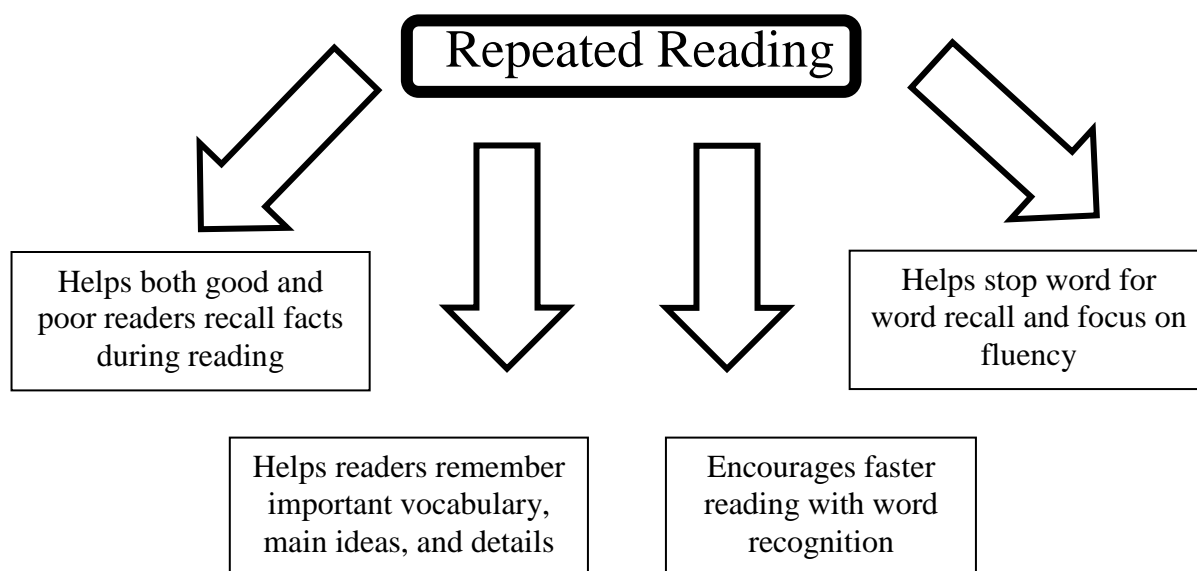 Repeated Reading
Helps both good and
poor readers recall facts
during reading
Helps stop word for
word recall and focus on
fluency
Helps readers remember
important vocabulary,
main ideas, and details
Encourages faster
reading with word
recognition